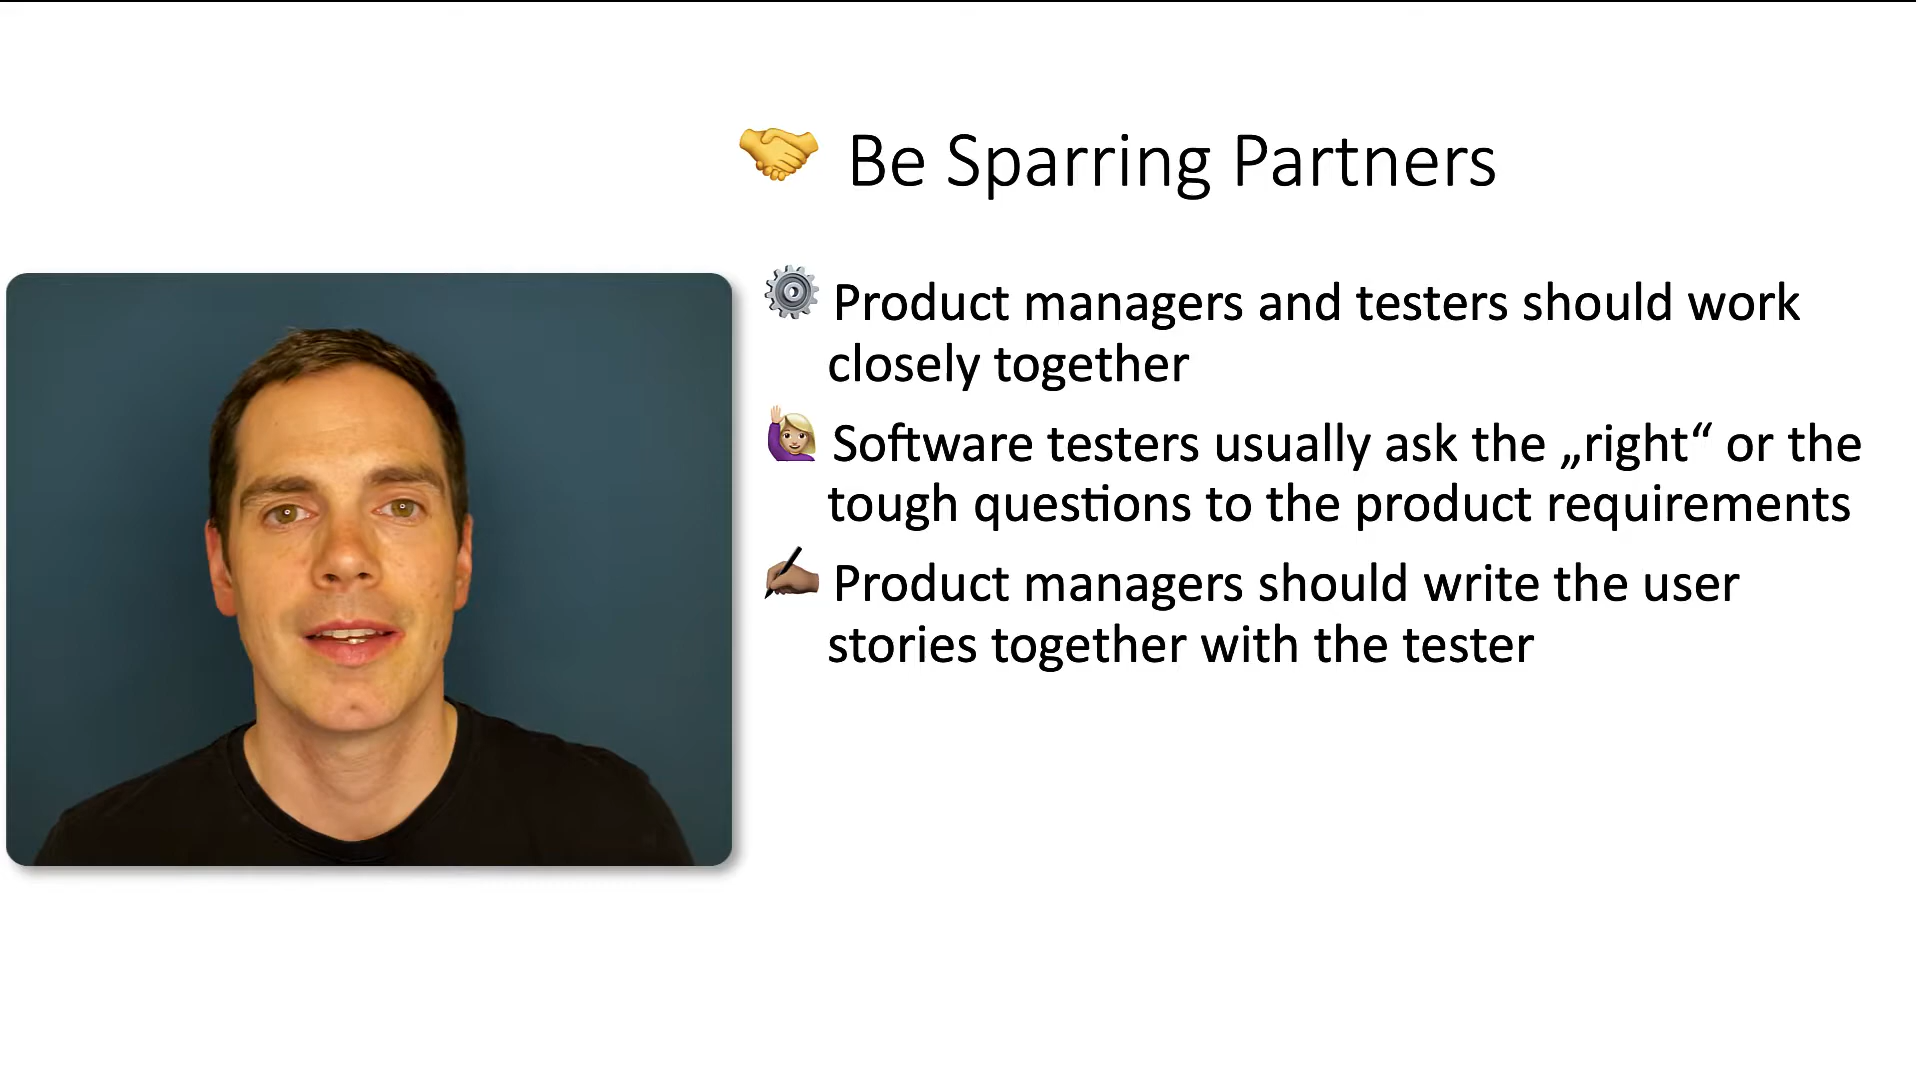 🤝 Be Sparring Partners
⚙️ Product managers and testers should work
closely together
🙋🏼‍♀️ Software testers usually ask the „right“ or the
tough questions to the product requirements
✍🏽 Product managers should write the user
stories together with the tester